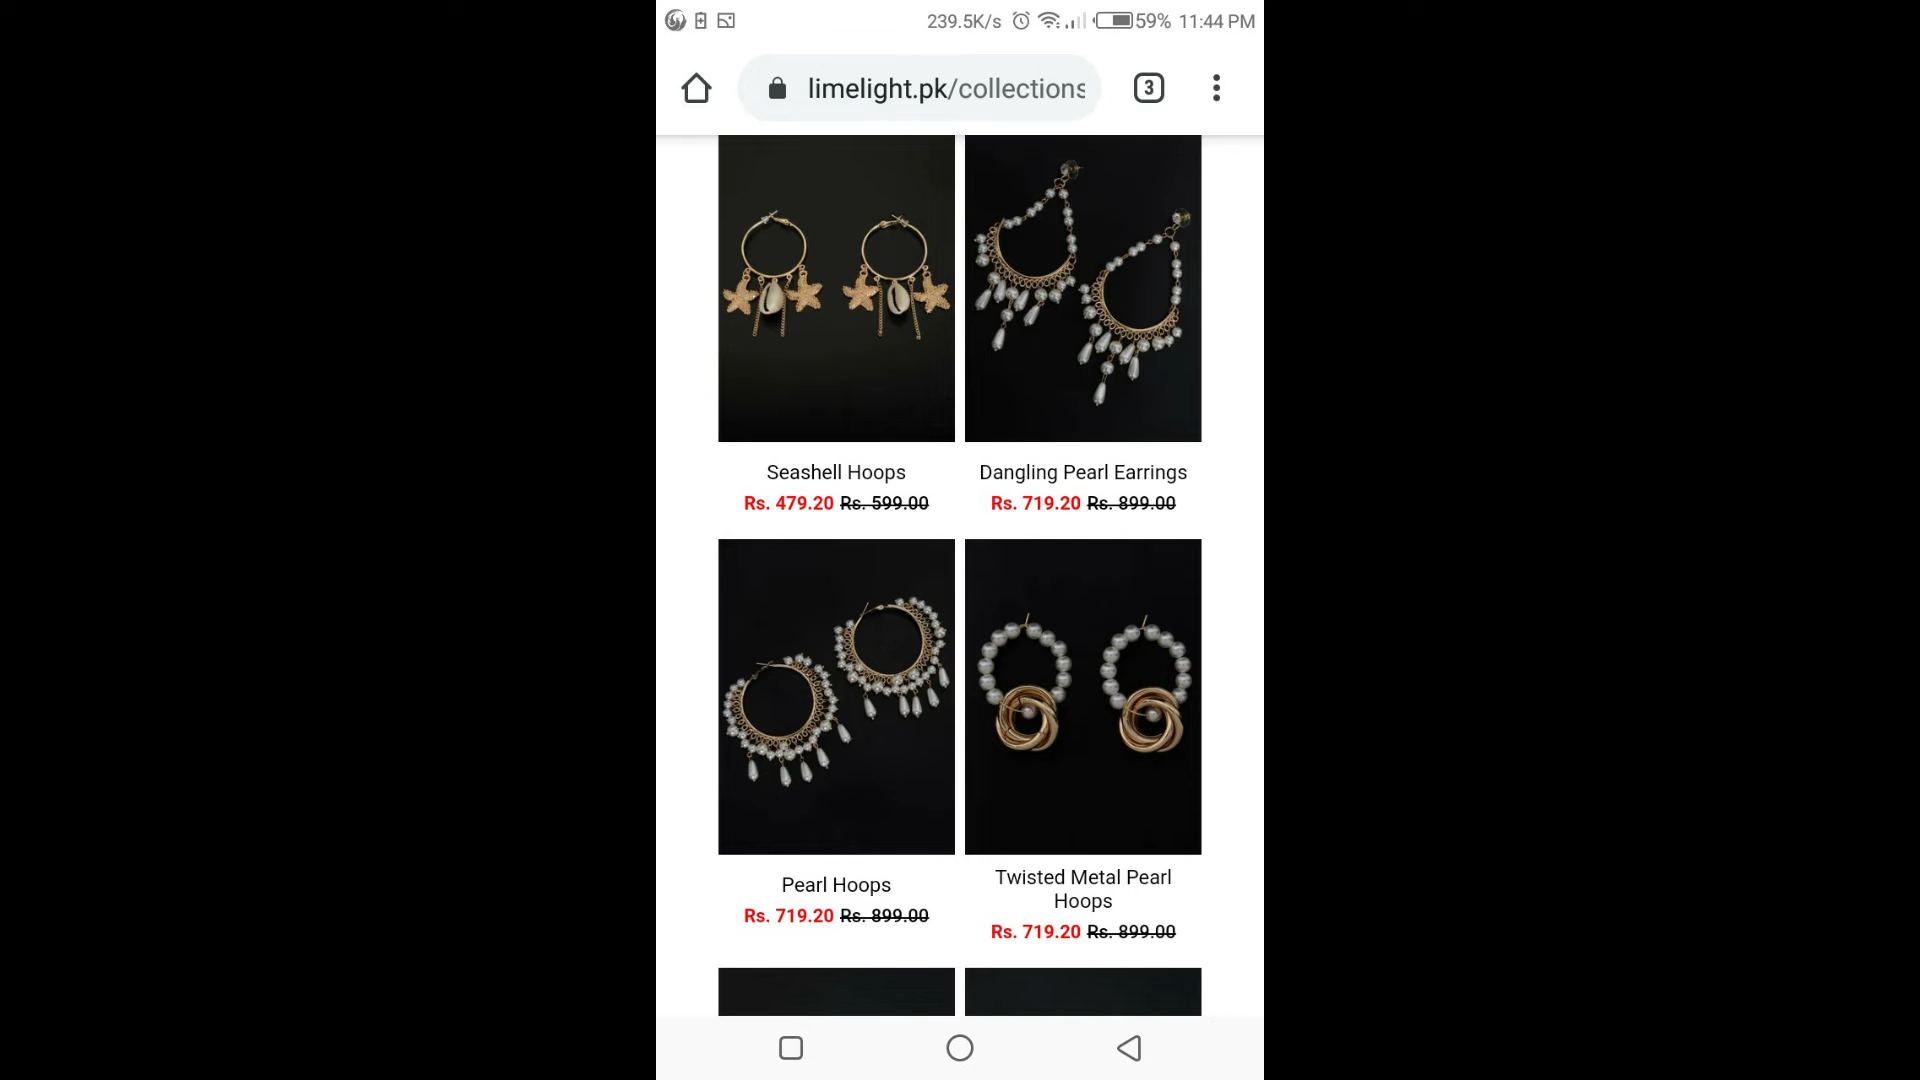 239.5K/s 59% 11:44 PM
limelight.pk/collections 3
Seashell Hoops
Rs. 479.20 Rs. 599.00
Dangling Pearl Earrings
Rs. 719.20 Rs. 899.00
Pearl Hoops
Rs. 719.20 Rs. 899.00
Twisted Metal Pearl
Hoops
Rs. 719.20 Rs. 899.00